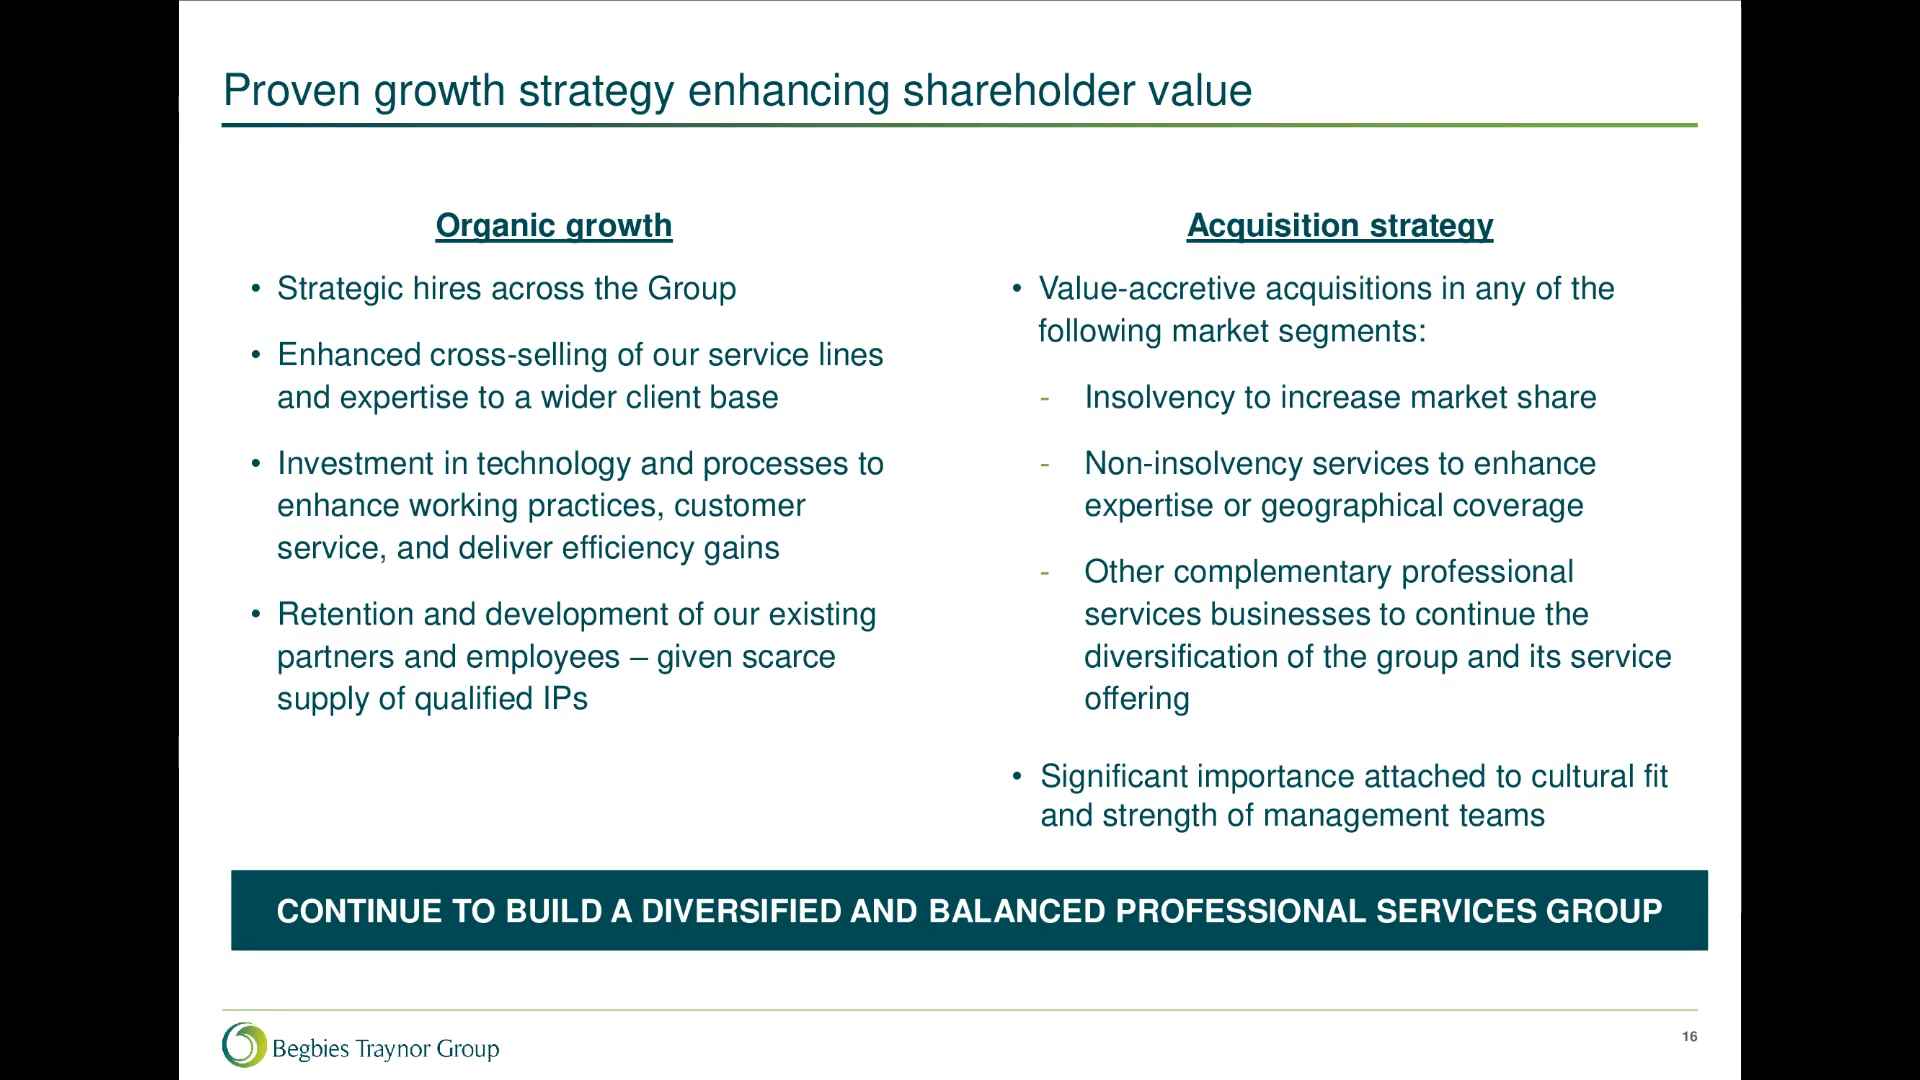 Proven growth strategy enhancing shareholder value
Organic growth
• Strategic hires across the Group
• Enhanced cross-selling of our service lines
and expertise to a wider client base
• Investment in technology and processes to
enhance working practices, customer
service, and deliver efficiency gains
• Retention and development of our existing
partners and employees – given scarce
supply of qualified IPs
Acquisition strategy
• Value-accretive acquisitions in any of the
following market segments:
- Insolvency to increase market share
- Non-insolvency services to enhance
expertise or geographical coverage
- Other complementary professional
services businesses to continue the
diversification of the group and its service
offering
• Significant importance attached to cultural fit
and strength of management teams
CONTINUE TO BUILD A DIVERSIFIED AND BALANCED PROFESSIONAL SERVICES GROUP
Begbies Traynor Group
16